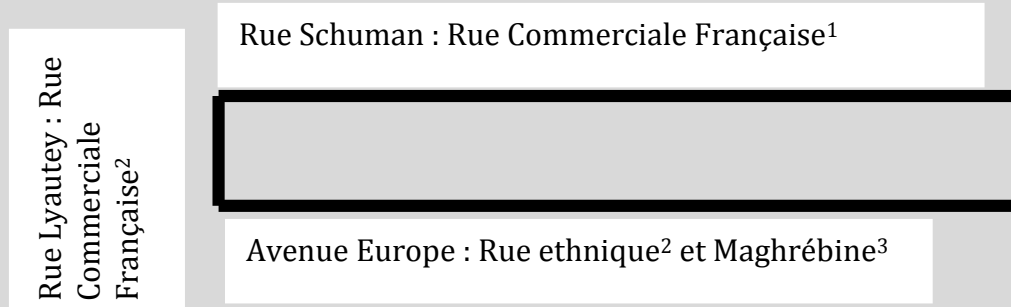 Rue Schuman : Rue Commerciale Française¹
Rue Lyautey : Rue
Commerciale
Française²
Avenue Europe : Rue ethnique² et Maghrébine³